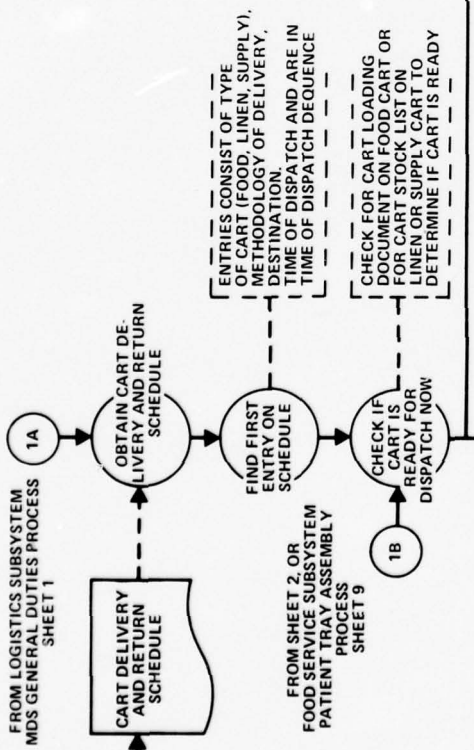 FROM LOGISTICS SUBSYSTEM
MDS GENERAL DUTIES PROCESS
SHEET 1
1A
CART DELIVERY
AND RETURN
SCHEDULE
OBTAIN CART DE-
LIVERY AND RETURN
SCHEDULE
FIND FIRST
ENTRY ON
SCHEDULE
ENTRIES CONSIST OF TYPE
OF CART (FOOD, LINEN, SUPPLY),
METHODOLOGY OF DELIVERY,
DESTINATION,
TIME OF DISPATCH AND ARE IN
TIME OF DISPATCH DEQUENCE
FROM SHEET 2, OR
FOOD SERVICE SUBSYSTEM
PATIENT TRAY ASSEMBLY
PROCESS
SHEET 9
1B
CHECK IF
CART IS
READY FOR
DISPATCH NOW
CHECK FOR CART LOADING
DOCUMENT ON FOOD CART OR
FOR CART STOCK LIST ON
LINEN OR SUPPLY CART TO
DETERMINE IF CART IS READY